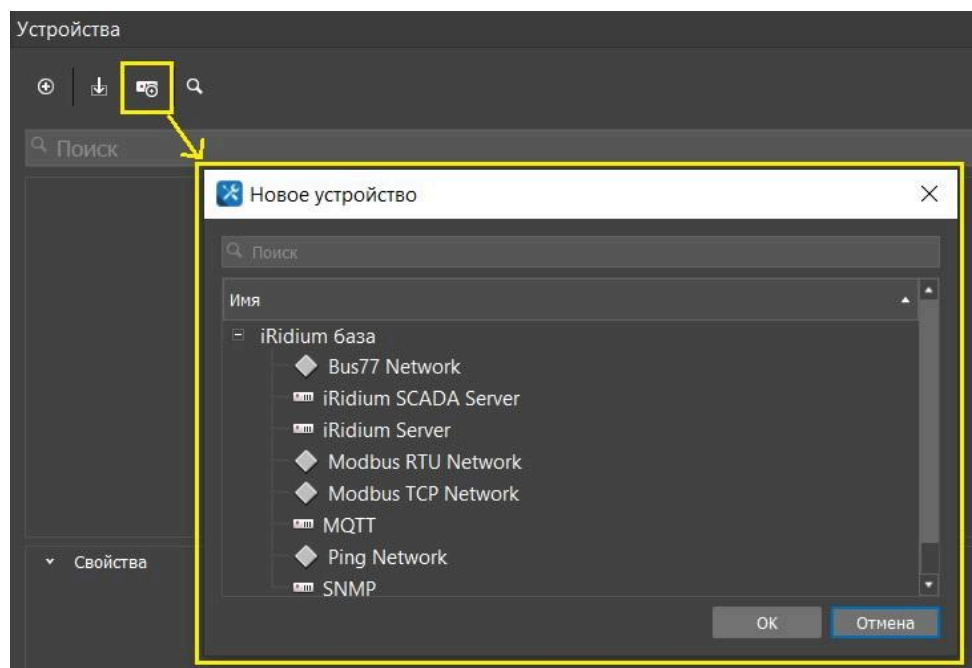 Устройства
Поиск
Новое устройство
Поиск
Имя
iRidium база
Bus77 Network
iRidium SCADA Server
iRidium Server
Modbus RTU Network
Modbus TCP Network
MQTT
Ping Network
SNMP
Свойства
ОК
Отмена